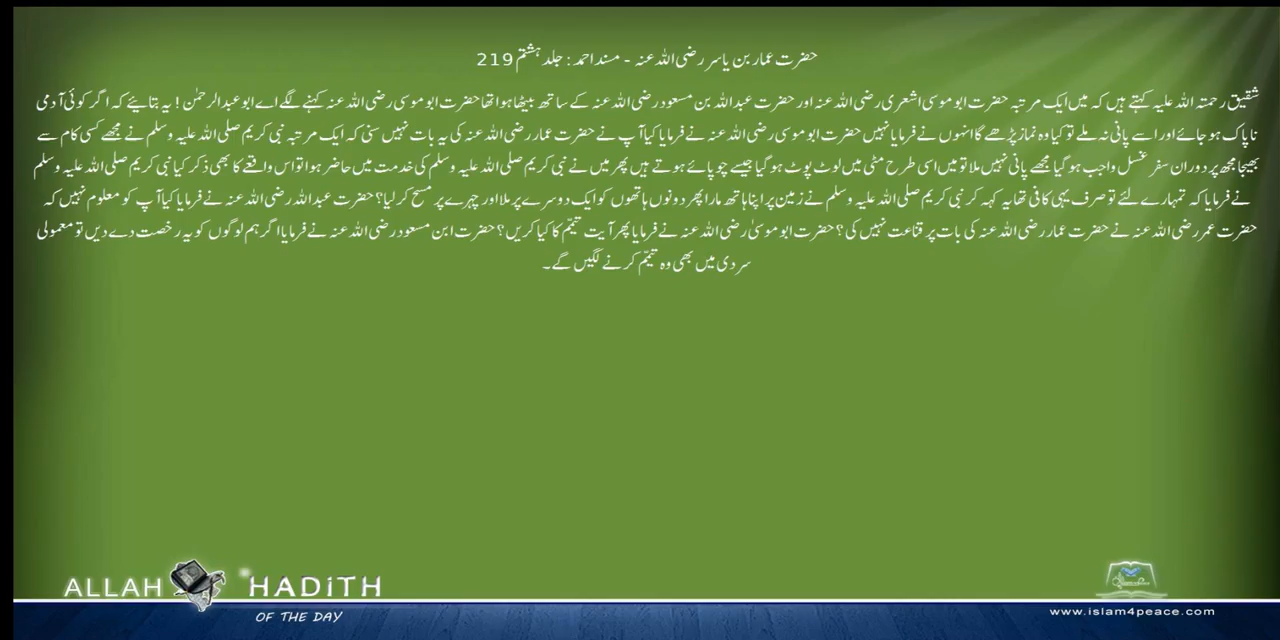 حضرت عمار بن یاسر رضی اللہ عنہ - مسند احمد : جلد ہشتم 219
شقیق رحمتہ اللہ علیہ کہتے ہیں کہ میں ایک مرتبہ حضرت ابو موسی اشعری رضی اللہ عنہ اور حضرت عبداللہ بن مسعود رضی اللہ عنہ کے ساتھ بیٹھا ہوا تھا حضرت ابو موسی رضی اللہ عنہ کہنے لگے اے ابو عبدالرحمٰن ! یہ بتایئے کہ اگر کوئی آدمی
ناپاک ہو جائے اور اسے پانی نہ ملے تو کیا وہ نماز پڑھے گا انہوں نے فرمایا نہیں حضرت ابو موسی رضی اللہ عنہ نے فرمایا کیا آپ نے حضرت عمار رضی اللہ عنہ کی یہ بات نہیں سنی کہ ایک مرتبہ نبی کریم صلی اللہ علیہ وسلم نے مجھے کسی کام سے
بھیجا مجھ پر دوران سفر غسل واجب ہو گیا مجھے پانی نہیں ملا تو میں اسی طرح مٹی میں لوٹ پوٹ ہو گیا جیسے چوپائے ہوتے ہیں پھر میں نے نبی کریم صلی اللہ علیہ وسلم کی خدمت میں حاضر ہوا تو اس واقعے کا بھی ذکر کیا نبی کریم صلی اللہ علیہ وسلم
نے فرمایا کہ تمہارے لئے تو صرف یہی کافی تھا یہ کہہ کر نبی کریم صلی اللہ علیہ وسلم نے زمین پر اپنا ہاتھ مارا پھر دونوں ہاتھوں کو ایک دوسرے پر ملا اور چہرے پر مسح کر لیا؟ حضرت عبداللہ رضی اللہ عنہ نے فرمایا کیا آپ کو معلوم نہیں کہ
حضرت عمر رضی اللہ عنہ نے حضرت عمار رضی اللہ عنہ کی بات پر قناعت نہیں کی؟ حضرت ابو موسیٰ رضی اللہ عنہ نے فرمایا پھر آیت تیمّم کا کیا کریں؟ حضرت ابن مسعود رضی اللہ عنہ نے فرمایا اگر ہم لوگوں کو یہ رخصت دے دیں تو معمولی
سردی میں بھی وہ تیمّم کرنے لگیں گے۔
ALLAH HADITH
OF THE DAY
www.islam4peace.com